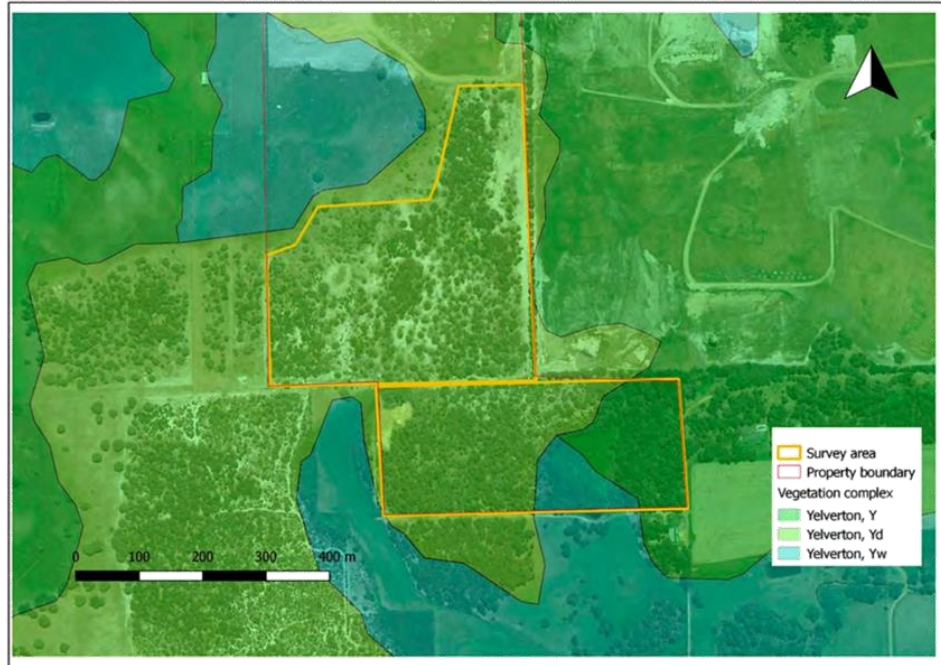 Survey area
Property boundary
Vegetation complex
Yelverton, Y
Yelverton, Yd
Yelverton, Yw
0 100 200 300 400 m